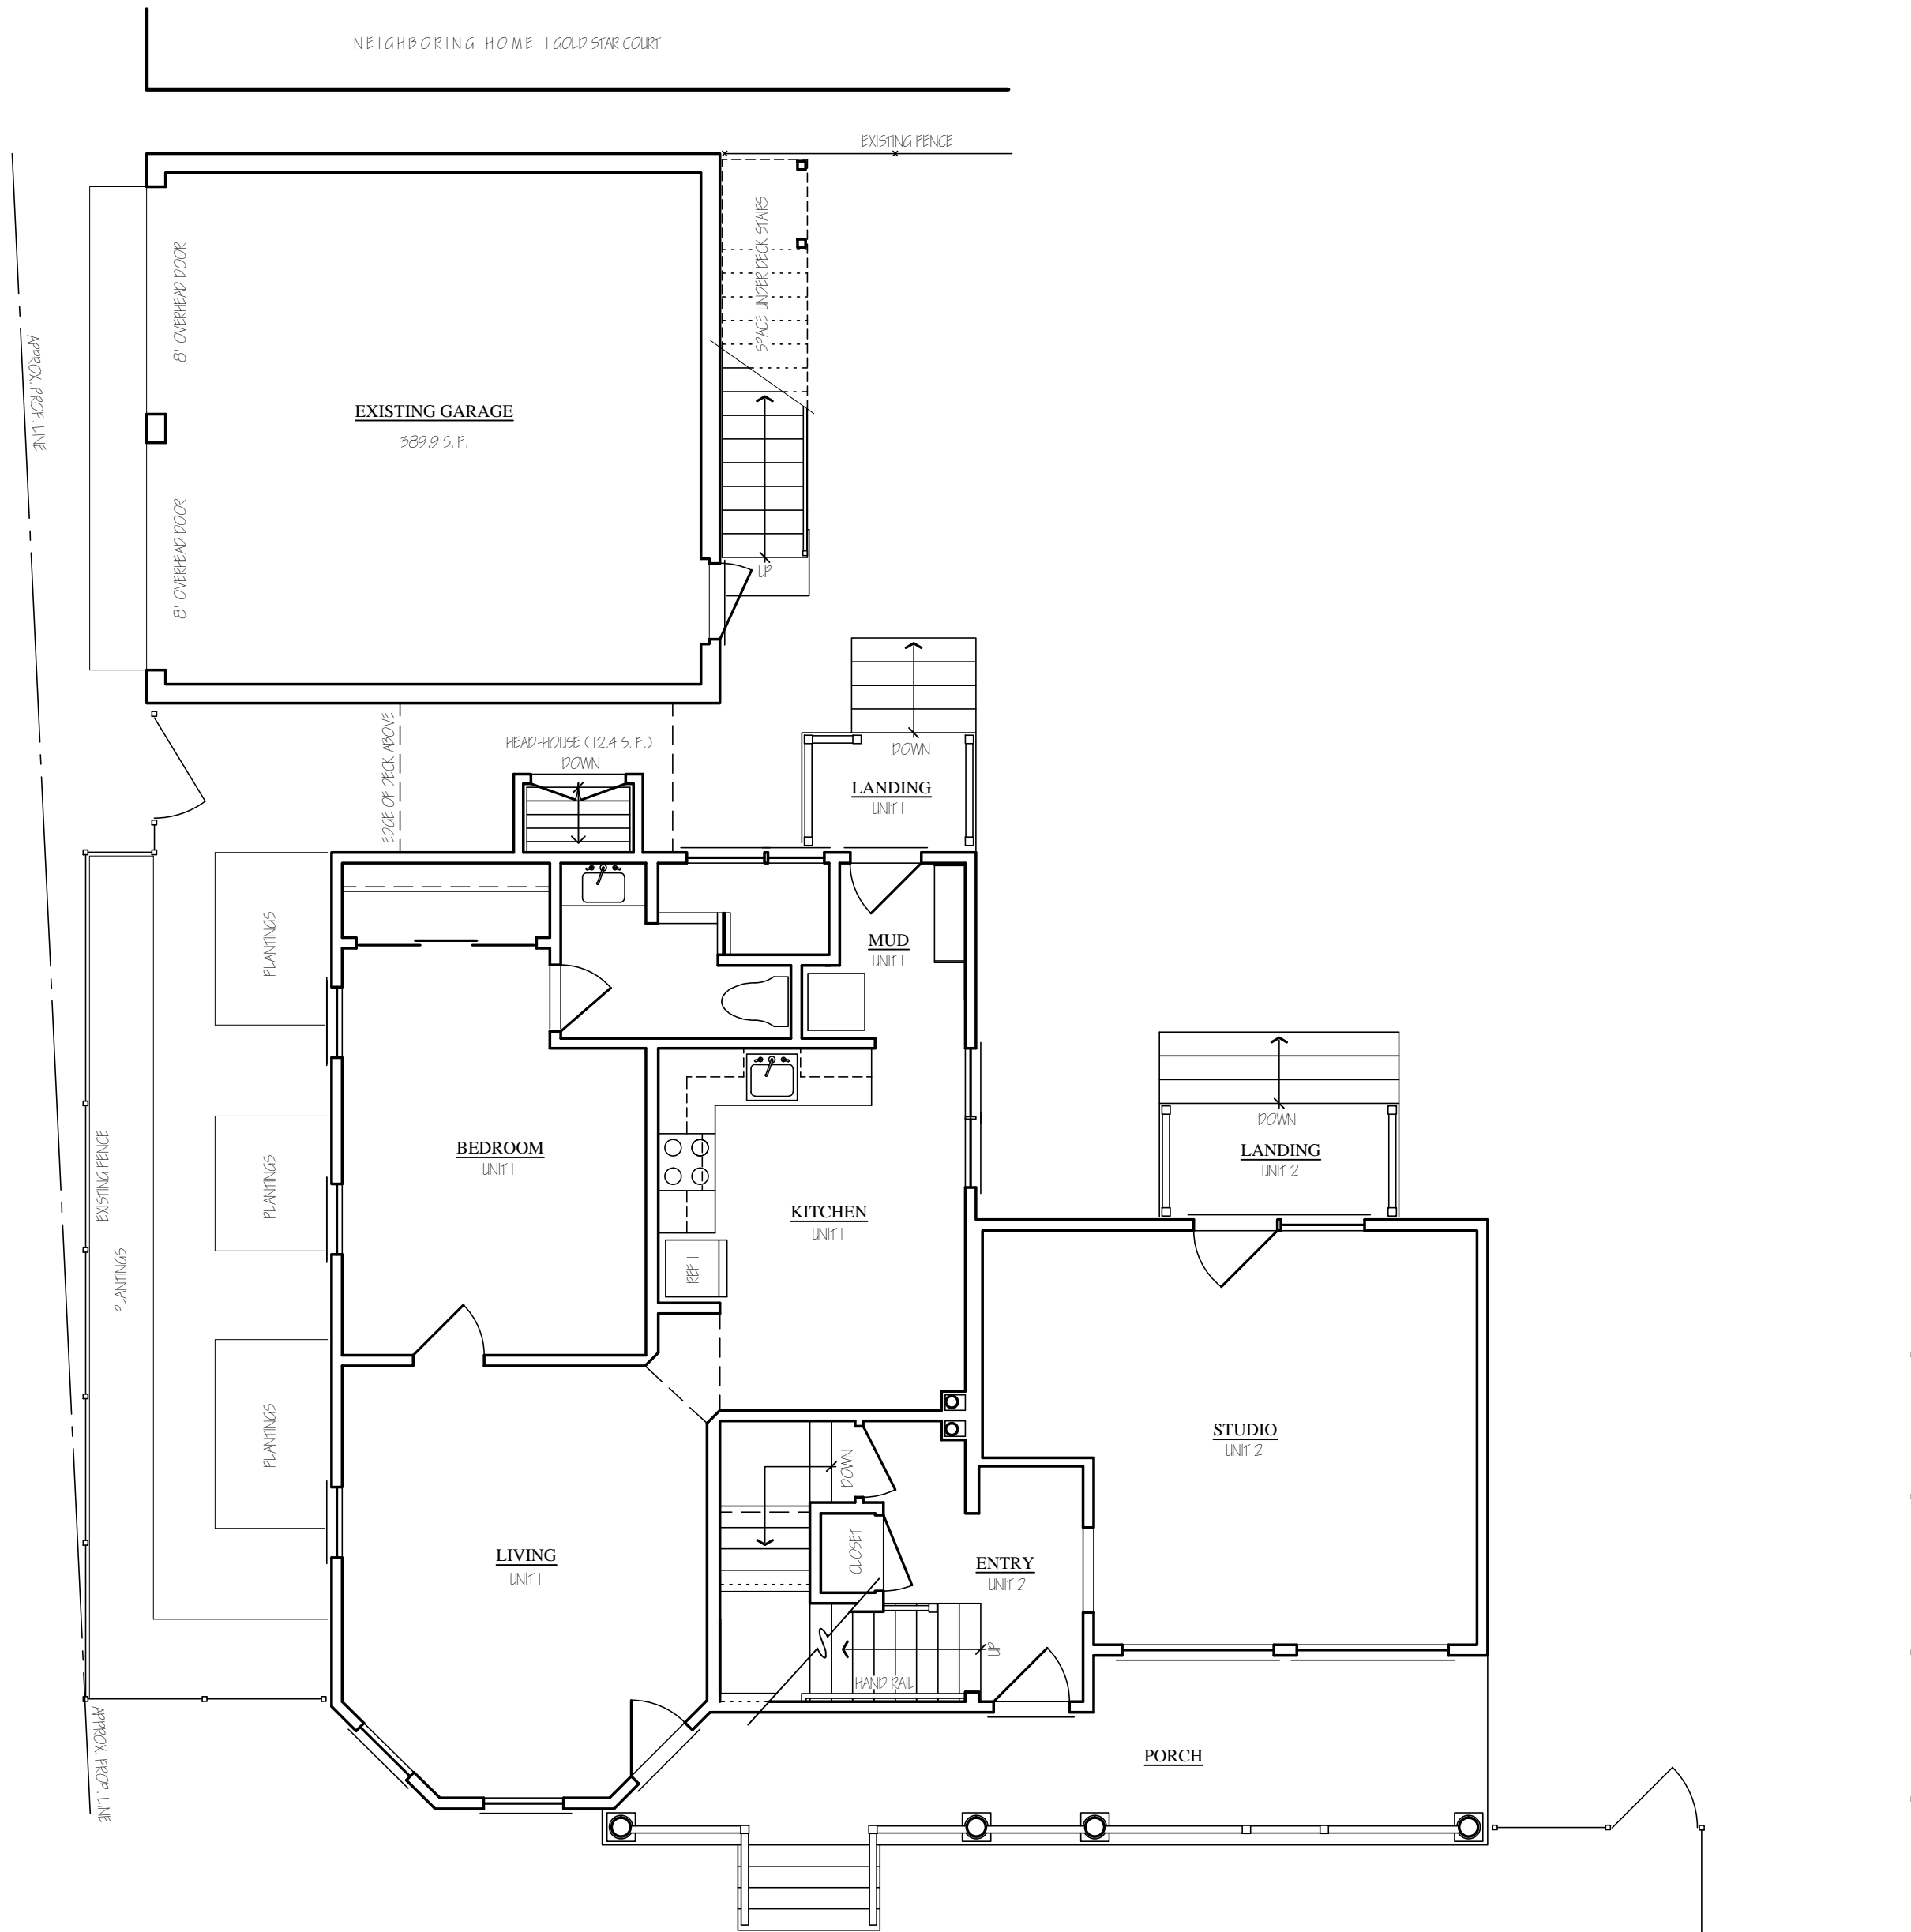 NEIGHBORING HOME 1 GOLD STAR COURT
EXISTING FENCE
SPACE UNDER DECK STAIRS
8' OVERHEAD DOOR
APPROX. PROP. LINE
EXISTING GARAGE
389.9 S.F.
8' OVERHEAD DOOR
UP
EDGE OF DECK ABOVE
HEAD-HOUSE (12.4 S.F.)
DOWN
DOWN
LANDING
UNIT 1
PLANTINGS
MUD
UNIT 1
EXISTING FENCE
PLANTINGS
PLANTINGS
BEDROOM
UNIT 1
KITCHEN
UNIT 1
REF 1
DOWN
LANDING
UNIT 2
PLANTINGS
STUDIO
UNIT 2
DOWN
CLOSET
LIVING
UNIT 1
ENTRY
UNIT 2
UP
HAND RAIL
APPROX. PROP. LINE
PORCH